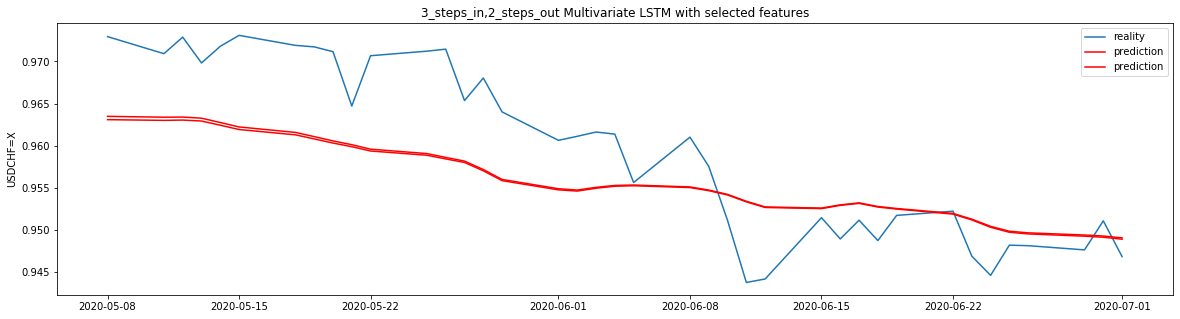 3_steps_in,2_steps_out Multivariate LSTM with selected features
reality
prediction
prediction
0.970
0.965
0.960
0.955
0.950
0.945
USDCHF=X
2020-05-08 2020-05-15 2020-05-22 2020-06-01 2020-06-08 2020-06-15 2020-06-22 2020-07-01